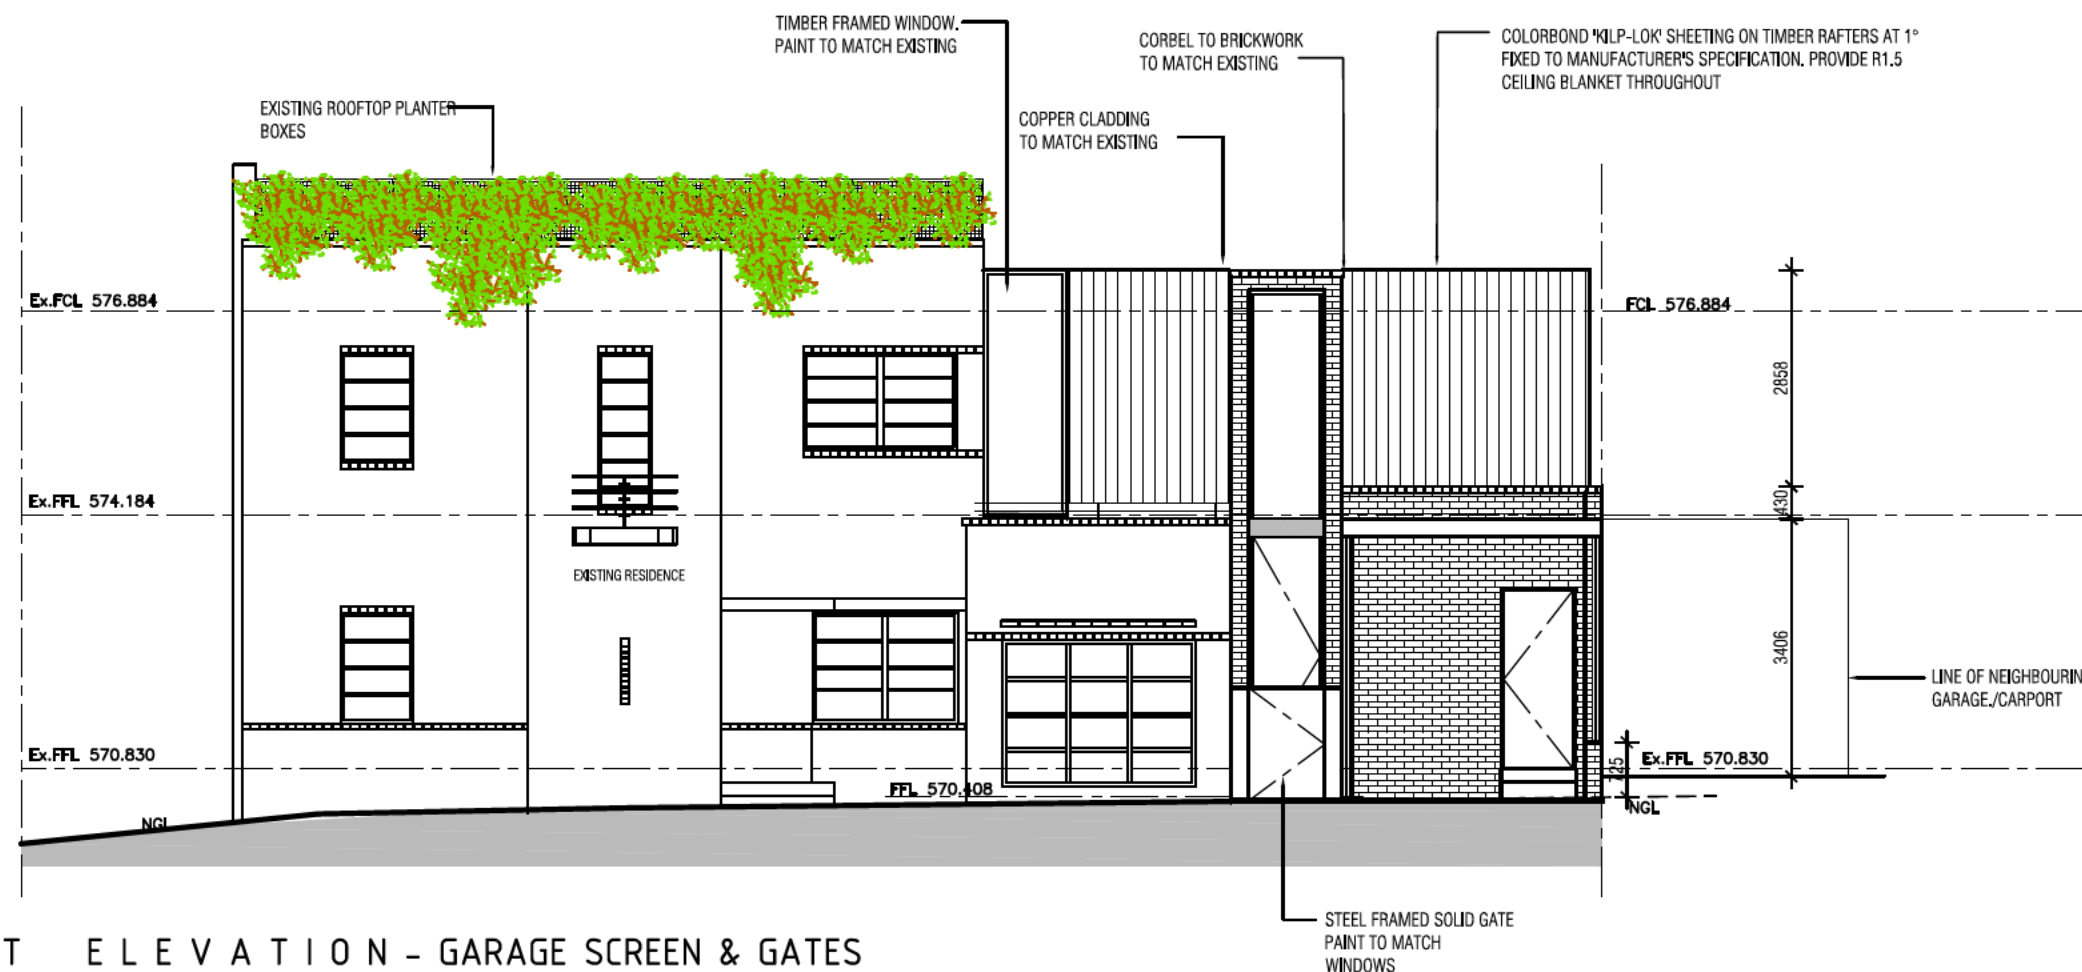 TIMBER FRAMED WINDOW.
PAINT TO MATCH EXISTING
CORBEL TO BRICKWORK
TO MATCH EXISTING
COLORBOND 'KILP-LOK' SHEETING ON TIMBER RAFTERS AT 1°
FIXED TO MANUFACTURER'S SPECIFICATION. PROVIDE R1.5
CEILING BLANKET THROUGHOUT
EXISTING ROOFTOP PLANTER
BOXES
COPPER CLADDING
TO MATCH EXISTING
Ex.FCL 576.884
FCL 576.884
2858
Ex.FFL 574.184
430
EXISTING RESIDENCE
3406
LINE OF NEIGHBOURIN
GARAGE./CARPORT
Ex.FFL 570.830
725
Ex.FFL 570.830
FFL 570.408
NGL
NGL
STEEL FRAMED SOLID GATE
PAINT TO MATCH
WINDOWS
T ELEVATION - GARAGE SCREEN & GATES